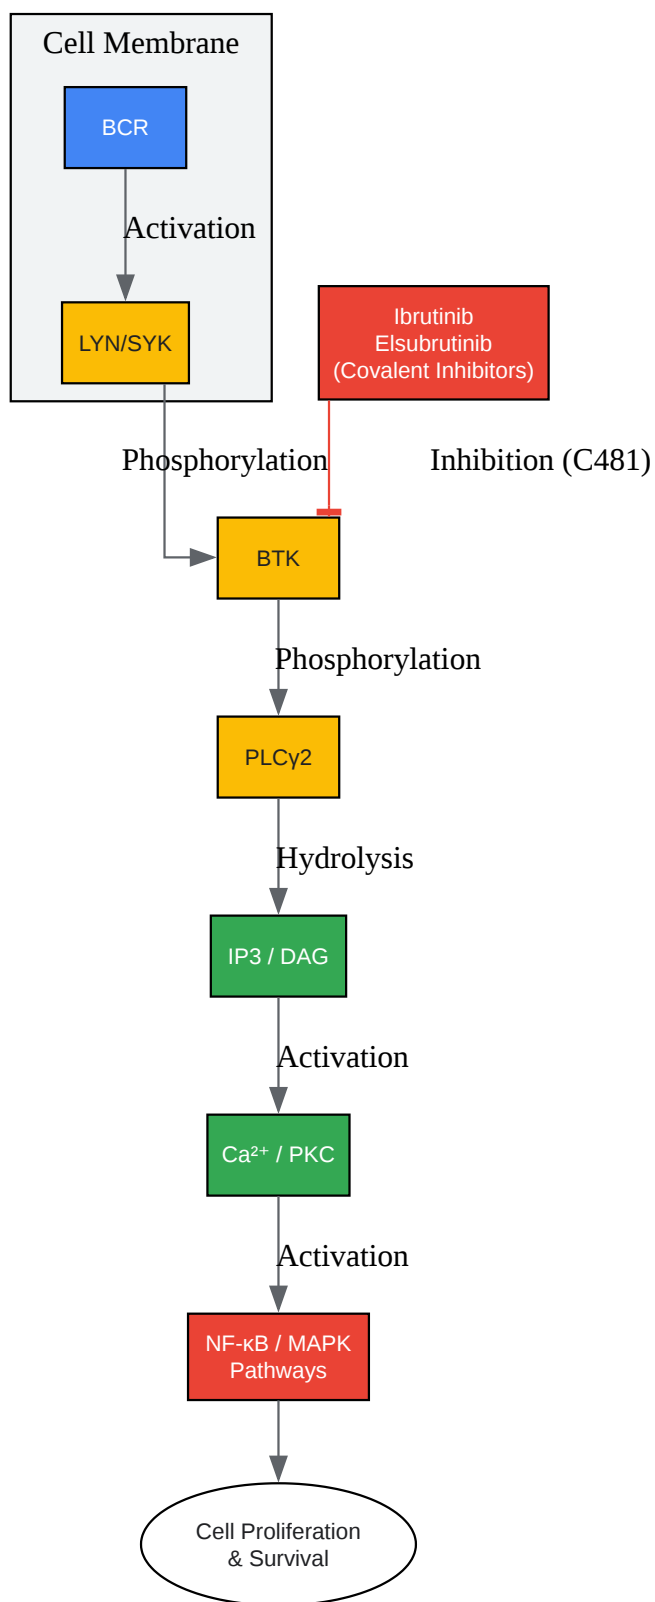 Cell Membrane
BCR
Activation
LYN/SYK
Ibrutinib
Elsubrutinib
(Covalent Inhibitors)
Phosphorylation
Inhibition (C481)
BTK
Phosphorylation
PLCγ2
Hydrolysis
IP3 / DAG
Activation
Ca²⁺ / PKC
Activation
NF-κB / MAPK
Pathways
Cell Proliferation
& Survival